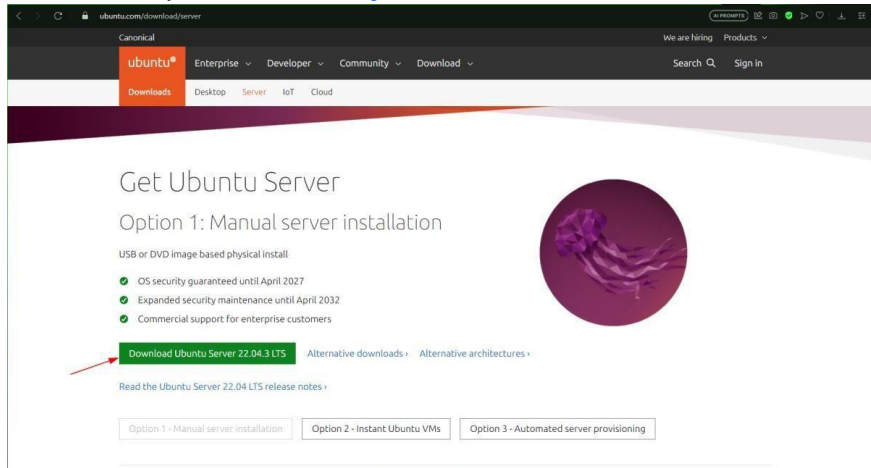 ubuntu.com/download/server
AI PROMPTS
Canonical
We are hiring Products
ubuntu® Enterprise Developer Community Download Search Sign in
Downloads Desktop Server IoT Cloud
Get Ubuntu Server
Option 1: Manual server installation
USB or DVD image based physical install
OS security guaranteed until April 2027
Expanded security maintenance until April 2032
Commercial support for enterprise customers
Download Ubuntu Server 22.04.3 LTS Alternative downloads › Alternative architectures ›
Read the Ubuntu Server 22.04 LTS release notes ›
Option 1 - Manual server installation Option 2 - Instant Ubuntu VMs Option 3 - Automated server provisioning